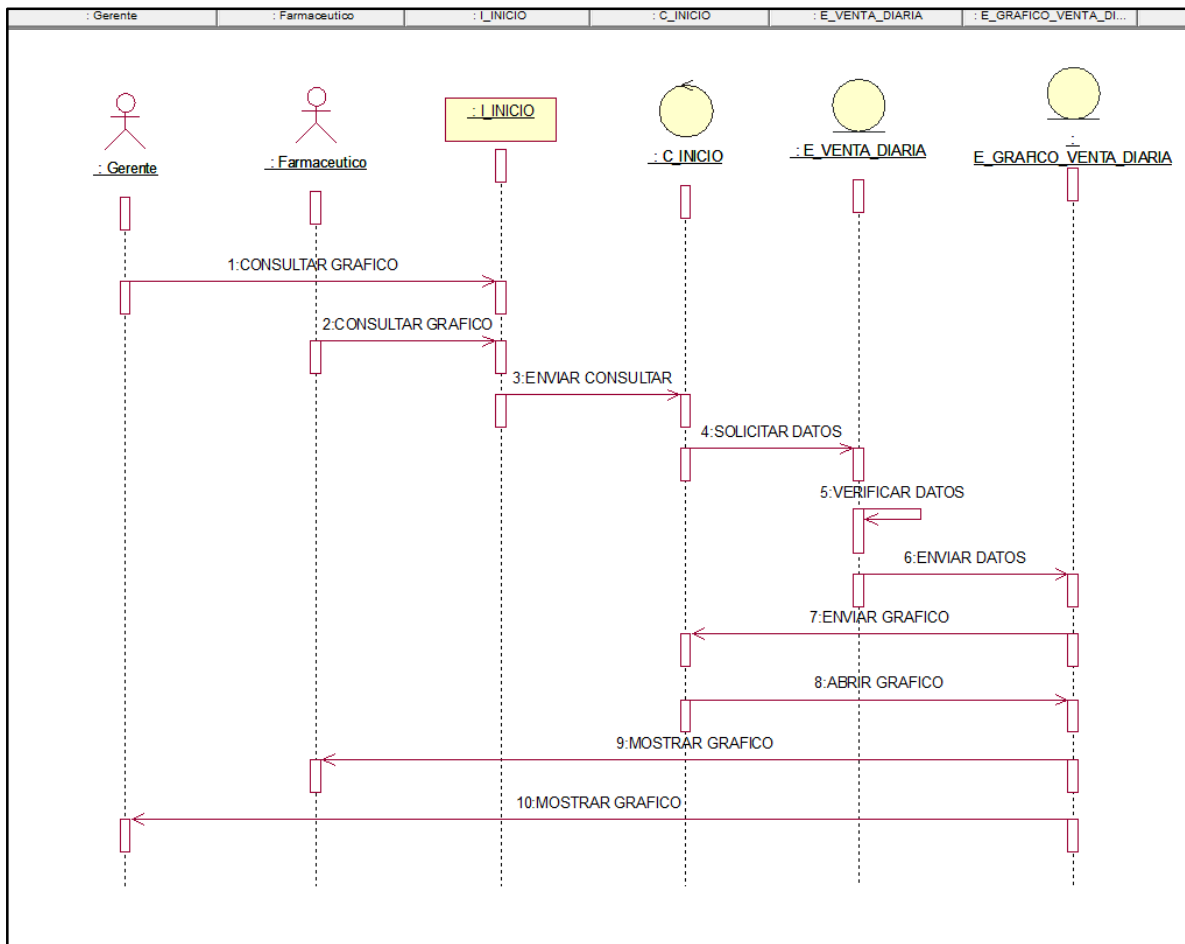 : Gerente
: Farmaceutico
: I_INICIO
: C_INICIO
: E_VENTA_DIARIA
: E_GRAFICO_VENTA_DI...
: Gerente
: Farmaceutico
: I_INICIO
: C_INICIO
: E_VENTA_DIARIA
:
E_GRAFICO_VENTA_DIARIA
1:CONSULTAR GRAFICO
2:CONSULTAR GRAFICO
3:ENVIAR CONSULTAR
4:SOLICITAR DATOS
5:VERIFICAR DATOS
6:ENVIAR DATOS
7:ENVIAR GRAFICO
8:ABRIR GRAFICO
9:MOSTRAR GRAFICO
10:MOSTRAR GRAFICO